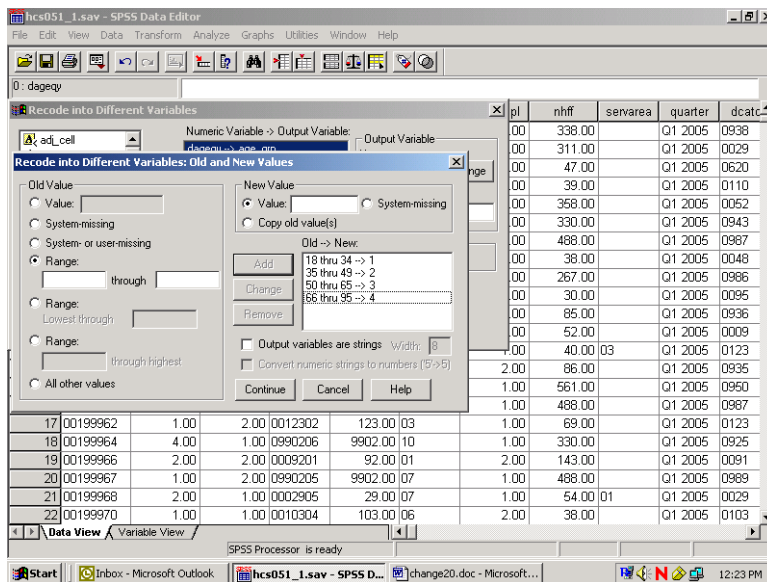 hcs051_1.sav - SPSS Data Editor
File Edit View Data Transform Analyze Graphs Utilities Window Help
0 : dageqy
Recode into Different Variables
adj_cell
Numeric Variable -> Output Variable:
Output Variable
dageqy --> age_grp
nge
Recode into Different Variables: Old and New Values
Old Value
Value:
System-missing
System- or user-missing
Range:
through
Range:
Lowest through
Range:
through highest
All other values
New Value
Value:
System-missing
Copy old value(s)
Old --> New:
Add
Change
Remove
18 thru 34 --> 1
35 thru 49 --> 2
50 thru 65 --> 3
66 thru 95 --> 4
Output variables are strings Width: 8
Convert numeric strings to numbers ('5'->5)
Continue Cancel Help
pl nhff servarea quarter dcatc
.00 338.00 Q1 2005 0938
.00 311.00 Q1 2005 0029
.00 47.00 Q1 2005 0620
.00 39.00 Q1 2005 0110
.00 358.00 Q1 2005 0052
.00 330.00 Q1 2005 0943
.00 488.00 Q1 2005 0987
.00 38.00 Q1 2005 0048
.00 267.00 Q1 2005 0986
.00 30.00 Q1 2005 0095
.00 85.00 Q1 2005 0936
.00 52.00 Q1 2005 0009
.00 40.00 03 Q1 2005 0123
2.00 86.00 Q1 2005 0935
1.00 561.00 Q1 2005 0950
1.00 488.00 Q1 2005 0987
17 00199962 1.00 2.00 0012302 123.00 03 1.00 69.00 Q1 2005 0123
18 00199964 4.00 1.00 0990206 9902.00 10 1.00 330.00 Q1 2005 0925
19 00199966 2.00 2.00 0009201 92.00 01 2.00 143.00 Q1 2005 0091
20 00199967 1.00 2.00 0990205 9902.00 07 1.00 488.00 Q1 2005 0989
21 00199968 2.00 1.00 0002905 29.00 07 1.00 54.00 01 Q1 2005 0029
22 00199970 1.00 1.00 0010304 103.00 06 2.00 38.00 Q1 2005 0103
Data View Variable View
SPSS Processor is ready
Start Inbox - Microsoft Outlook hcs051_1.sav - SPSS D... change20.doc - Microsoft... 12:23 PM